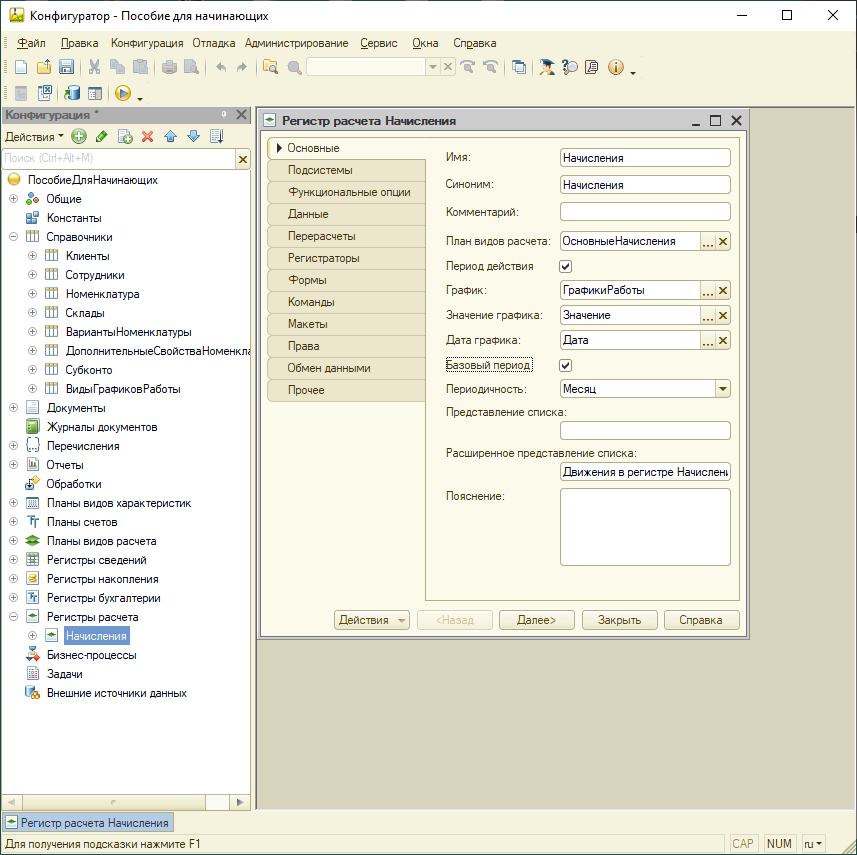 Конфигуратор - Пособие для начинающих
Файл Правка Конфигурация Отладка Администрирование Сервис Окна Справка
Конфигурация *
Действия
Поиск (Ctrl+Alt+M)
ПособиеДляНачинающих
Общие
Константы
Справочники
Клиенты
Сотрудники
Номенклатура
Склады
ВариантыНоменклатуры
ДополнительныеСвойстваНоменкла
Субконто
ВидыГрафиковРаботы
Документы
Журналы документов
Перечисления
Отчеты
Обработки
Планы видов характеристик
Планы счетов
Планы видов расчета
Регистры сведений
Регистры накопления
Регистры бухгалтерии
Регистры расчета
Начисления
Бизнес-процессы
Задачи
Внешние источники данных
Регистр расчета Начисления
Основные
Подсистемы
Функциональные опции
Данные
Перерасчеты
Регистраторы
Формы
Команды
Макеты
Права
Обмен данными
Прочее
Имя: Начисления
Синоним: Начисления
Комментарий:
План видов расчета: ОсновныеНачисления ...
Период действия
График: ГрафикиРаботы ...
Значение графика: Значение ...
Дата графика: Дата ...
Базовый период
Периодичность: Месяц
Представление списка:
Расширенное представление списка:
Движения в регистре Начислени
Пояснение:
Действия <Назад Далее> Закрыть Справка
Регистр расчета Начисления
Для получения подсказки нажмите F1 CAP NUM ru